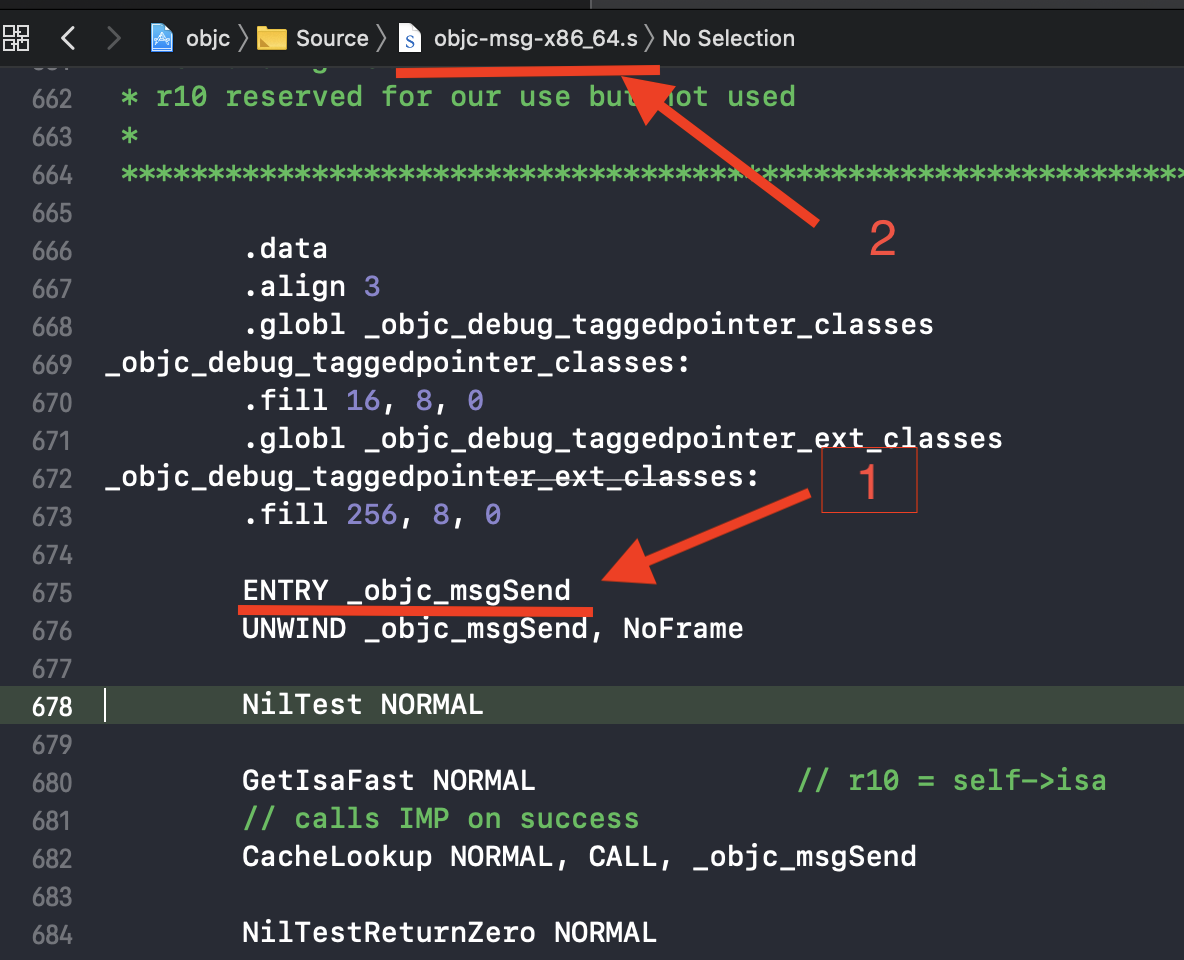 objc Source objc-msg-x86_64.s No Selection
662 * r10 reserved for our use but not used
663 *
664 **************************************************************
665
666 .data
667 .align 3
668 .globl _objc_debug_taggedpointer_classes
669 _objc_debug_taggedpointer_classes:
670 .fill 16, 8, 0
671 .globl _objc_debug_taggedpointer_ext_classes
672 _objc_debug_taggedpointer_ext_classes:
673 .fill 256, 8, 0
674
675 ENTRY _objc_msgSend
676 UNWIND _objc_msgSend, NoFrame
677
678 NilTest NORMAL
679
680 GetIsaFast NORMAL // r10 = self->isa
681 // calls IMP on success
682 CacheLookup NORMAL, CALL, _objc_msgSend
683
684 NilTestReturnZero NORMAL
2
1